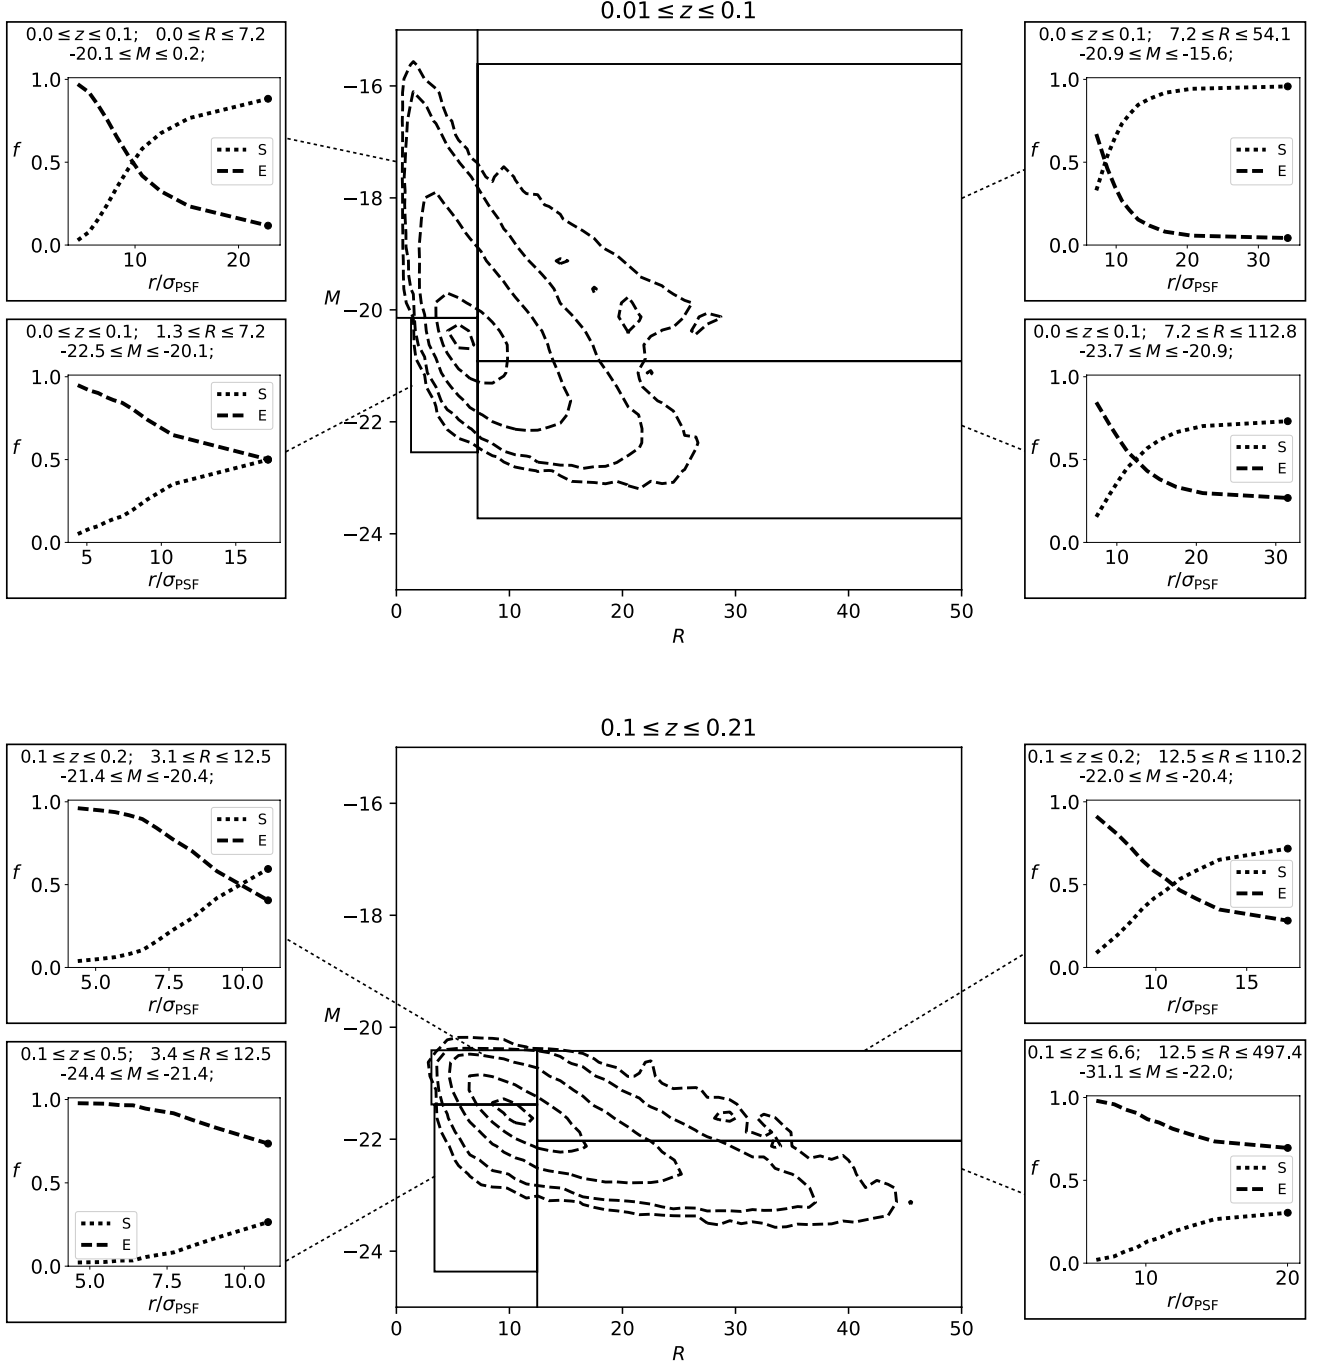 0.01 ≤ z ≤ 0.1
0.0 ≤ z ≤ 0.1; 0.0 ≤ R ≤ 7.2
-20.1 ≤ M ≤ 0.2;
1.0
f 0.5
0.0
S
E
10 20
r/σPSF
0.0 ≤ z ≤ 0.1; 1.3 ≤ R ≤ 7.2
-22.5 ≤ M ≤ -20.1;
1.0
f 0.5
0.0
S
E
5 10 15
r/σPSF
−16
−18
M −20
−22
−24
0 10 20 30 40 50
R
0.0 ≤ z ≤ 0.1; 7.2 ≤ R ≤ 54.1
-20.9 ≤ M ≤ -15.6;
1.0
f 0.5
0.0
S
E
10 20 30
r/σPSF
0.0 ≤ z ≤ 0.1; 7.2 ≤ R ≤ 112.8
-23.7 ≤ M ≤ -20.9;
1.0
f 0.5
0.0
S
E
10 20 30
r/σPSF
0.1 ≤ z ≤ 0.21
0.1 ≤ z ≤ 0.2; 3.1 ≤ R ≤ 12.5
-21.4 ≤ M ≤ -20.4;
1.0
f 0.5
0.0
S
E
5.0 7.5 10.0
r/σPSF
0.1 ≤ z ≤ 0.5; 3.4 ≤ R ≤ 12.5
-24.4 ≤ M ≤ -21.4;
1.0
f 0.5
0.0
S
E
5.0 7.5 10.0
r/σPSF
−16
−18
M −20
−22
−24
0 10 20 30 40 50
R
0.1 ≤ z ≤ 0.2; 12.5 ≤ R ≤ 110.2
-22.0 ≤ M ≤ -20.4;
1.0
f 0.5
0.0
S
E
10 15
r/σPSF
0.1 ≤ z ≤ 6.6; 12.5 ≤ R ≤ 497.4
-31.1 ≤ M ≤ -22.0;
1.0
f 0.5
0.0
S
E
10 20
r/σPSF